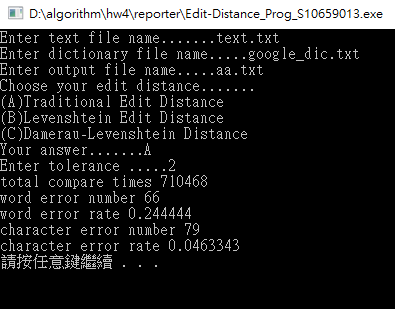 D:\algorithm\hw4\reporter\Edit-Distance_Prog_S10659013.exe
Enter text file name.......text.txt
Enter dictionary file name.....google_dic.txt
Enter output file name.....aa.txt
Choose your edit distance.......
(A)Traditional Edit Distance
(B)Levenshtein Edit Distance
(C)Damerau-Levenshtein Distance
Your answer.......A
Enter tolerance .....2
total compare times 710468
word error number 66
word error rate 0.244444
character error number 79
character error rate 0.0463343
請按任意鍵繼續 . . .